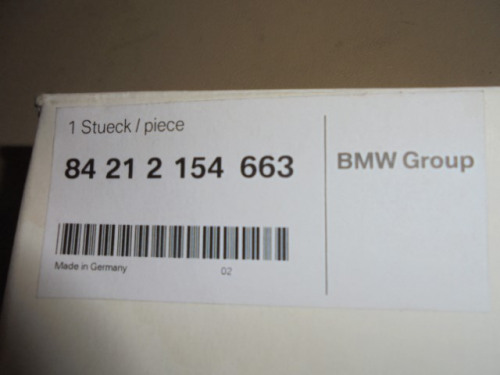 1 Stueck / piece
84 21 2 154 663
BMW Group
Made in Germany
02